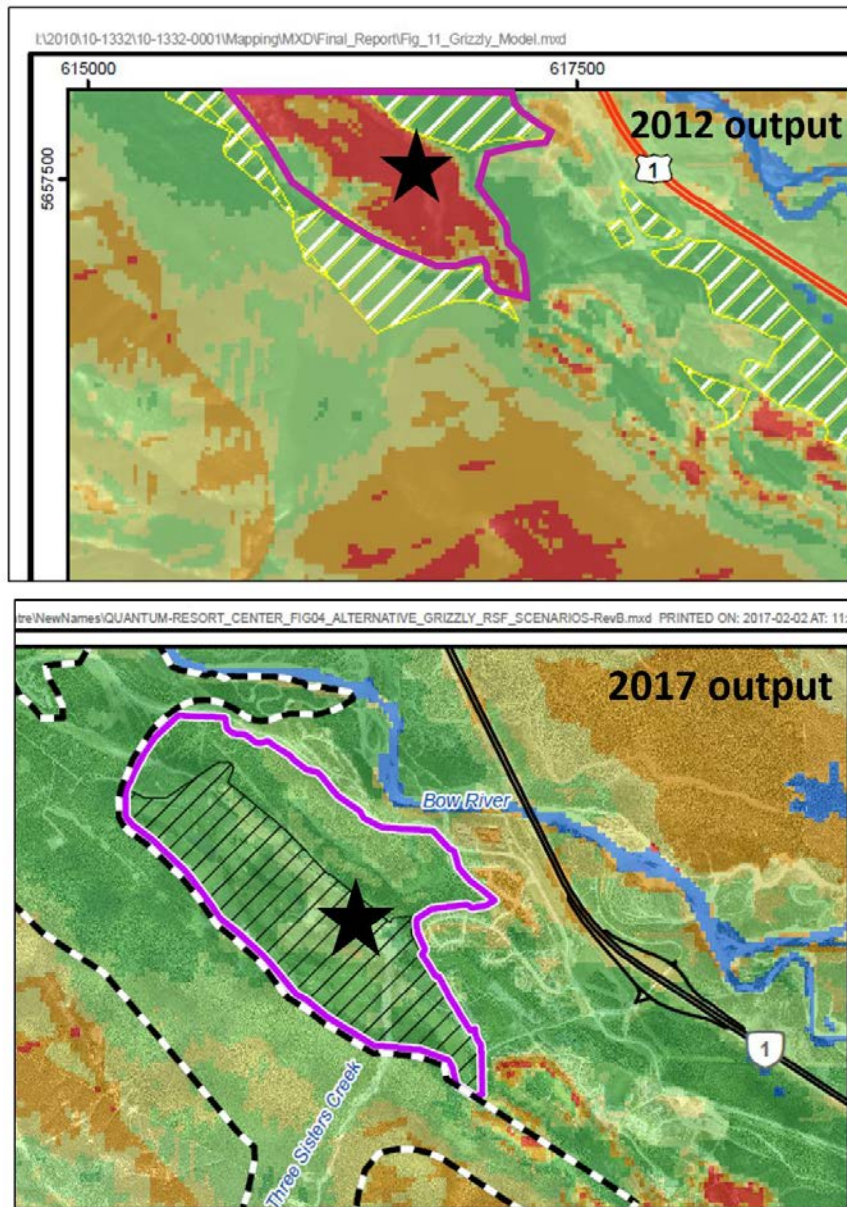 I:\2010\10-1332\10-1332-0001\Mapping\MXD\Final_Report\Fig_11_Grizzly_Model.mxd
615000
617500
5657500
2012 output
1
tre\NewNames\QUANTUM-RESORT_CENTER_FIG04_ALTERNATIVE_GRIZZLY_RSF_SCENARIOS-RevB.mxd PRINTED ON: 2017-02-02 AT: 11:
2017 output
Bow River
1
Three Sisters Creek